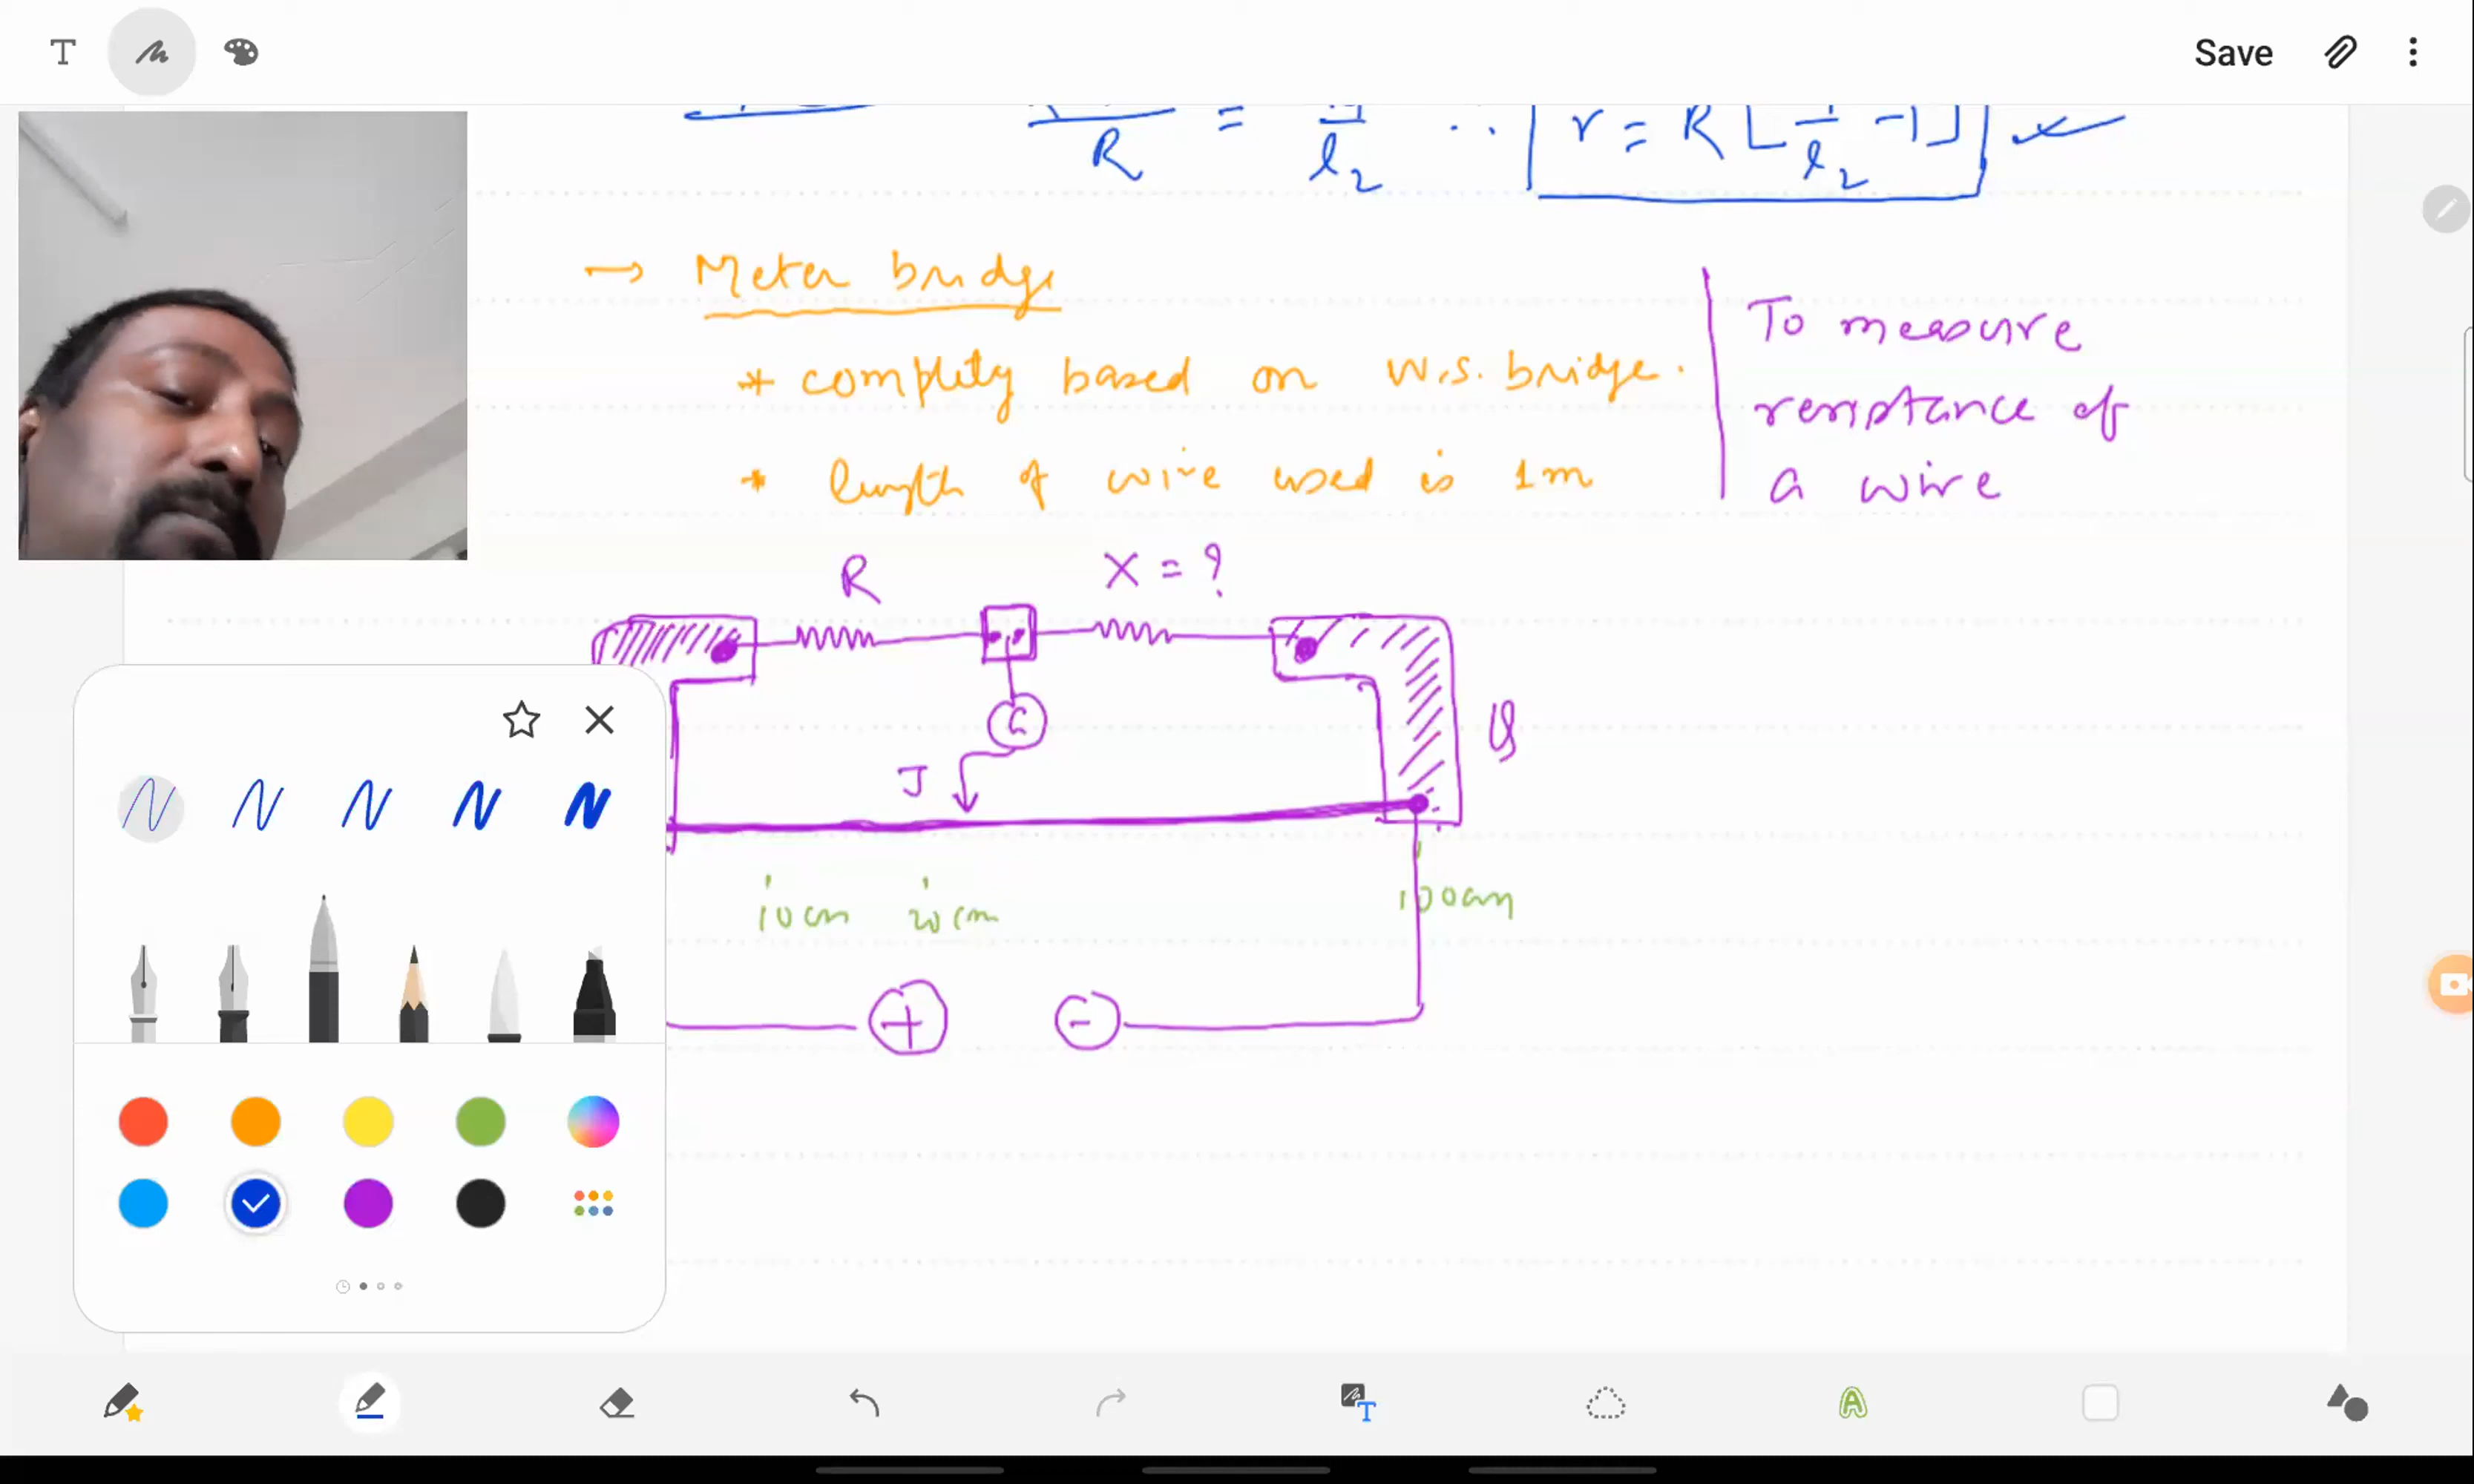 T Save
R = l2 ∴ r = R [ l2 -1 ]
→ Meter bridge
* complity based on W.S. bridge.
* length of wire used is 1m
To measure
resistance of
a wire
R X = ?
G
J
10cm 20cm 100cm
+ -
T A